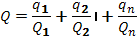 Q = q₁/Q₁ + q₂/Q₂ ı + qₙ/Qₙ